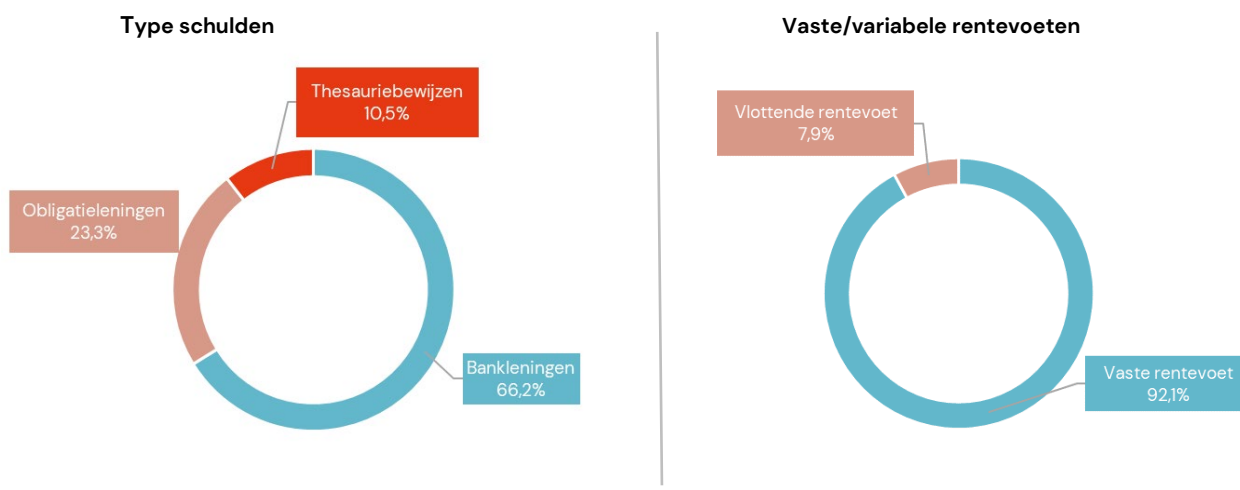 Type schulden
Thesauriebewijzen
10,5%
Obligatieleningen
23,3%
Bankleningen
66,2%
Vaste/variabele rentevoeten
Vlottende rentevoet
7,9%
Vaste rentevoet
92,1%